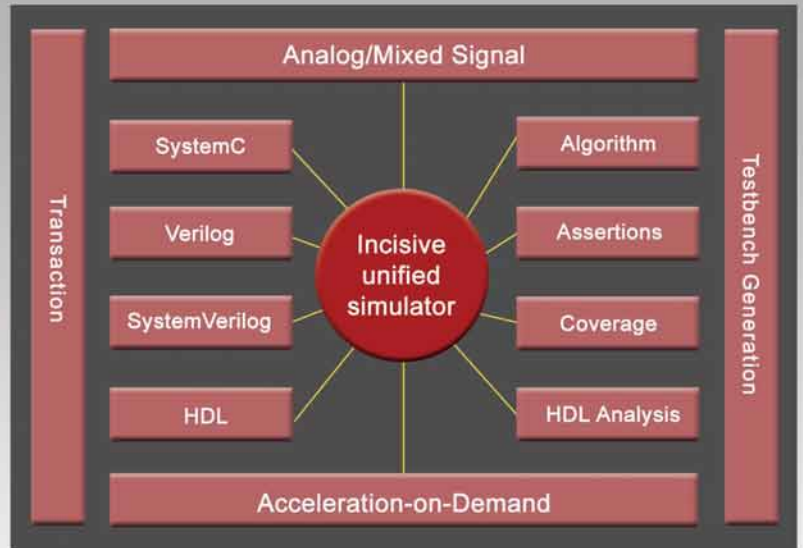 Analog/Mixed Signal
Transaction
SystemC
Verilog
SystemVerilog
HDL
Incisive
unified
simulator
Algorithm
Assertions
Coverage
HDL Analysis
Testbench Generation
Acceleration-on-Demand